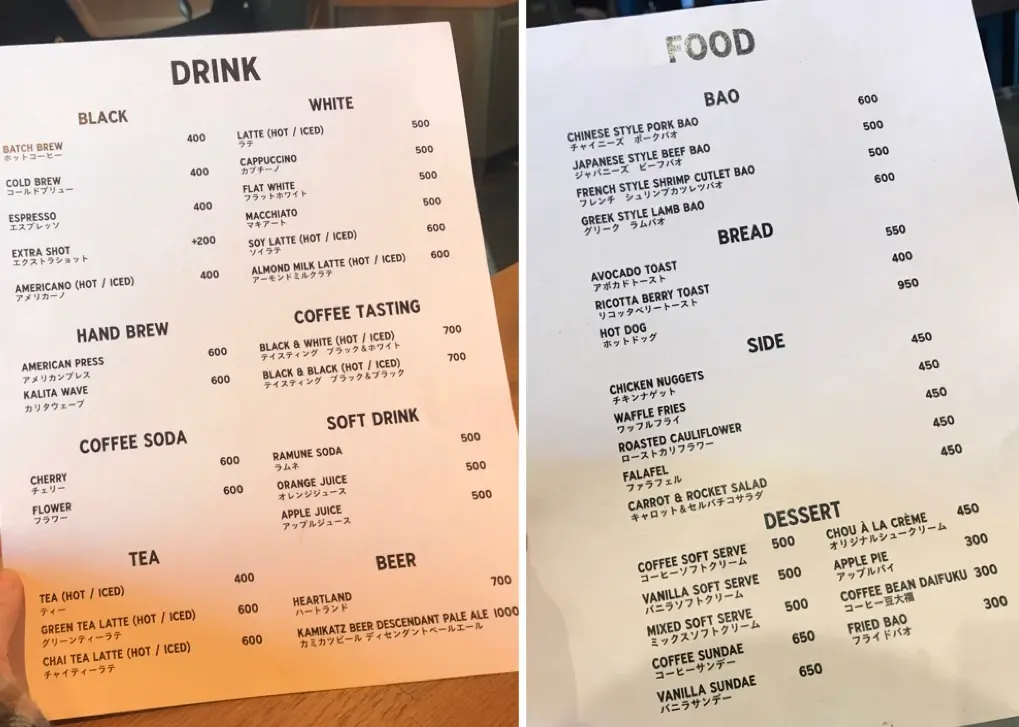 DRINK
BLACK
BATCH BREW 400
ホットコーヒー
COLD BREW 400
コールドブリュー
ESPRESSO 400
エスプレッソ
EXTRA SHOT +200
エクストラショット
AMERICANO (HOT / ICED) 400
アメリカーノ
HAND BREW
AMERICAN PRESS 600
アメリカンプレス
KALITA WAVE 600
カリタウェーブ
COFFEE SODA
CHERRY 600
チェリー
FLOWER 600
フラワー
TEA
TEA (HOT / ICED) 400
ティー
GREEN TEA LATTE (HOT / ICED) 600
グリーンティーラテ
CHAI TEA LATTE (HOT / ICED) 600
チャイティーラテ
WHITE
LATTE (HOT / ICED) 500
ラテ
CAPPUCCINO 500
カプチーノ
FLAT WHITE 500
フラットホワイト
MACCHIATO 500
マキアート
SOY LATTE (HOT / ICED) 600
ソイラテ
ALMOND MILK LATTE (HOT / ICED) 600
アーモンドミルクラテ
COFFEE TASTING
BLACK & WHITE (HOT / ICED) 700
テイスティング ブラック&ホワイト
BLACK & BLACK (HOT / ICED) 700
テイスティング ブラック&ブラック
SOFT DRINK
RAMUNE SODA 500
ラムネ
ORANGE JUICE 500
オレンジジュース
APPLE JUICE 500
アップルジュース
BEER
HEARTLAND 700
ハートランド
KAMIKATZ BEER DESCENDANT PALE ALE 1000
カミカツビール ディセンダントペールエール
FOOD
BAO
CHINESE STYLE PORK BAO 600
チャイニーズ ポークバオ
JAPANESE STYLE BEEF BAO 500
ジャパニーズ ビーフバオ
FRENCH STYLE SHRIMP CUTLET BAO 500
フレンチ シュリンプカツレツバオ
GREEK STYLE LAMB BAO 600
グリーク ラムバオ
BREAD
AVOCADO TOAST 550
アボカドトースト
RICOTTA BERRY TOAST 400
リコッタベリートースト
HOT DOG 950
ホットドッグ
SIDE
CHICKEN NUGGETS 450
チキンナゲット
WAFFLE FRIES 450
ワッフルフライ
ROASTED CAULIFLOWER 450
ローストカリフラワー
FALAFEL 450
ファラフェル
CARROT & ROCKET SALAD 450
キャロット&セルバチコサラダ
DESSERT
COFFEE SOFT SERVE 500
コーヒーソフトクリーム
VANILLA SOFT SERVE 500
バニラソフトクリーム
MIXED SOFT SERVE 500
ミックスソフトクリーム
COFFEE SUNDAE 650
コーヒーサンデー
VANILLA SUNDAE 650
バニラサンデー
CHOU À LA CRÈME 450
オリジナルシュークリーム
APPLE PIE 300
アップルパイ
COFFEE BEAN DAIFUKU 300
コーヒー豆大福
FRIED BAO 300
フライドバオ